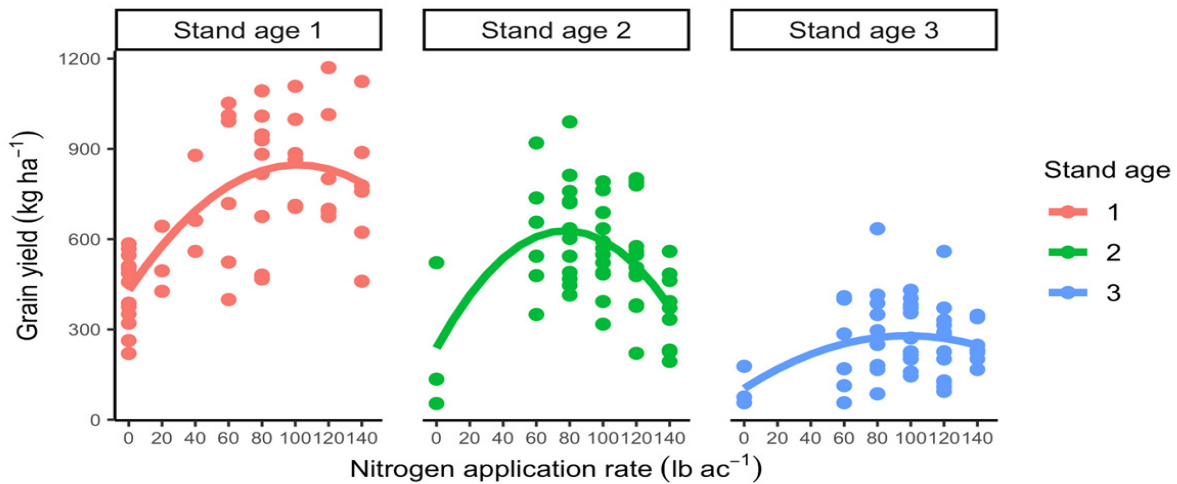 Stand age 1
Stand age 2
Stand age 3
1200
900
600
300
0
Grain yield (kg ha⁻¹)
0 20 40 60 80 100 120 140
0 20 40 60 80 100 120 140
0 20 40 60 80 100 120 140
Nitrogen application rate (lb ac⁻¹)
Stand age
1
2
3